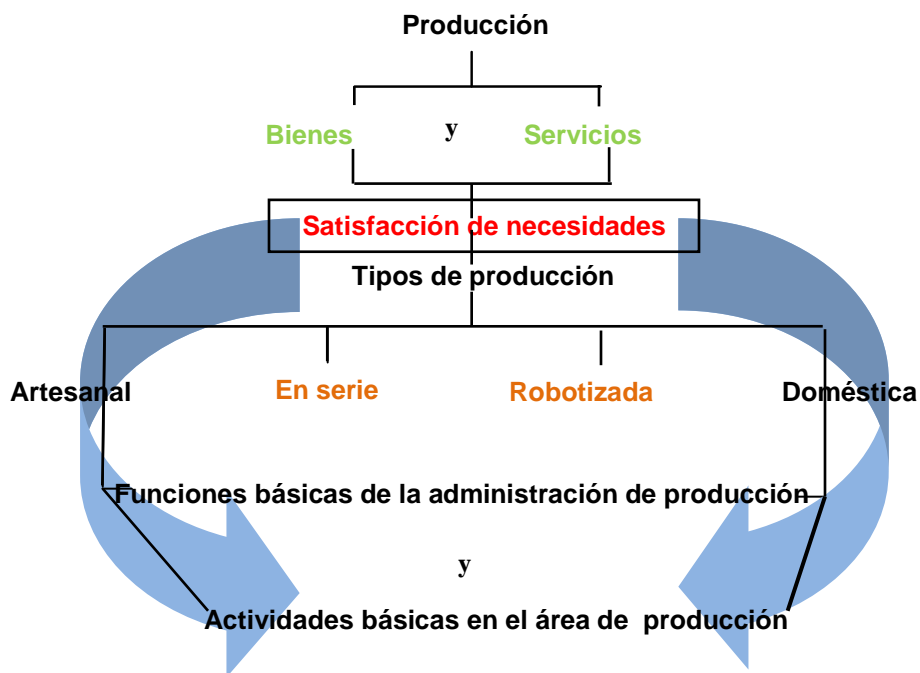 Producción
Bienes y Servicios
Satisfacción de necesidades
Tipos de producción
Artesanal En serie Robotizada Doméstica
Funciones básicas de la administración de producción
y
Actividades básicas en el área de producción